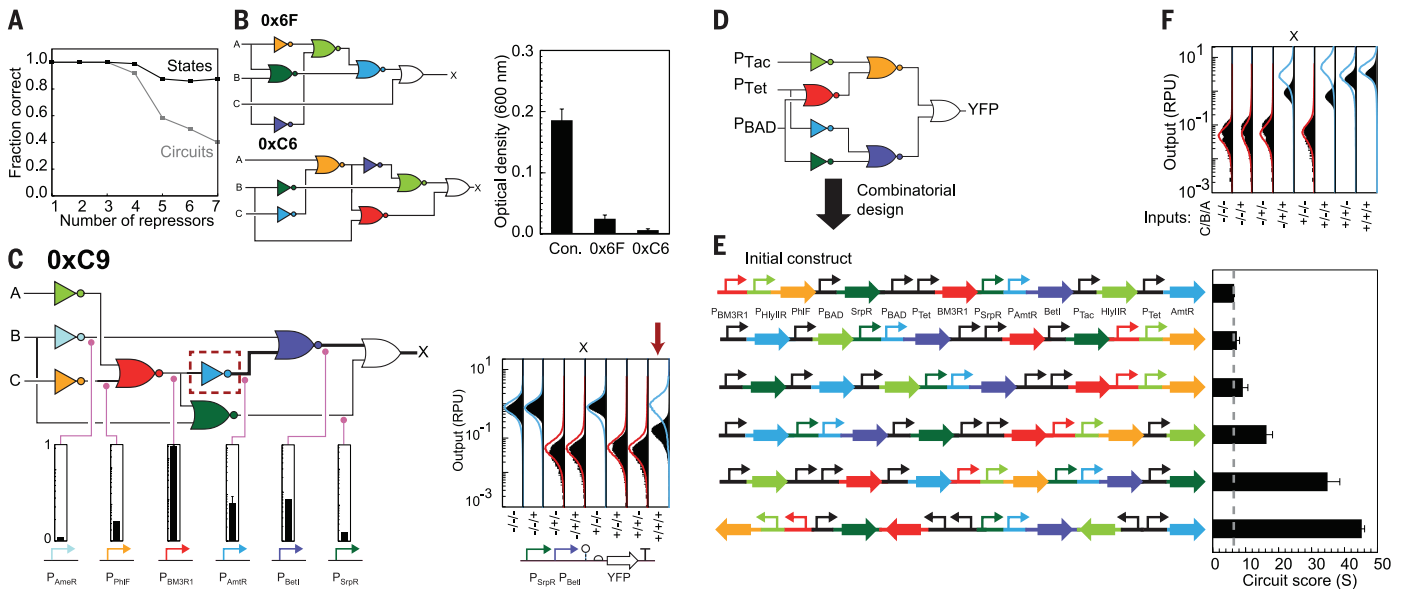 A
Fraction correct
1.0
0.8
0.6
0.4
0.2
0.0
States
Circuits
1 2 3 4 5 6 7
Number of repressors
B
0x6F
A
B
C
X
0xC6
A
B
C
X
Optical density (600 nm)
0.3
0.2
0.1
0.0
Con. 0x6F 0xC6
C 0xC9
A
B
C
X
1
0
PAmeR PPhlF PBM3R1 PAmtR PBetI PSrpR
X
Output (RPU)
10¹
10⁻¹
10⁻³
-/-/- -/-/+ -/+/- -/+/+ +/-/- +/-/+ +/+/- +/+/+
PSrpR PBetI YFP
D
PTac
PTet
PBAD
YFP
Combinatorial
design
E
Initial construct
PBM3R1 PHlyIIR PhlF PBAD SrpR PBAD PTet BM3R1 PSrpR PAmtR BetI PTac HlyIIR PTet AmtR
0 10 20 30 40 50
Circuit score (S)
F
X
Output (RPU)
10¹
10⁻¹
10⁻³
Inputs: C/B/A -/-/- -/-/+ -/+/- -/+/+ +/-/- +/-/+ +/+/- +/+/+